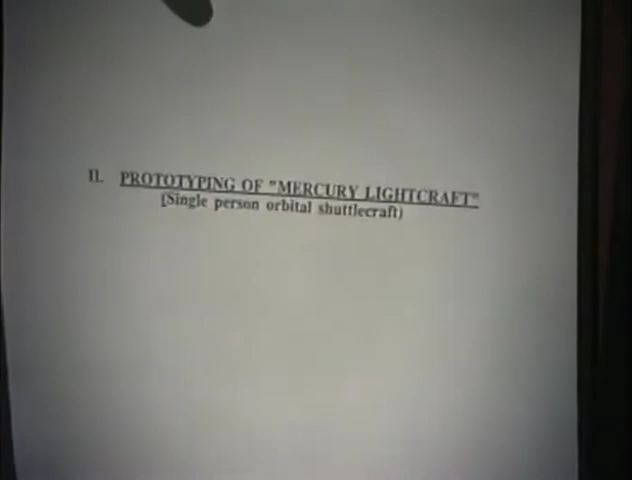 II. PROTOTYPING OF "MERCURY LIGHTCRAFT"
(Single person orbital shuttlecraft)